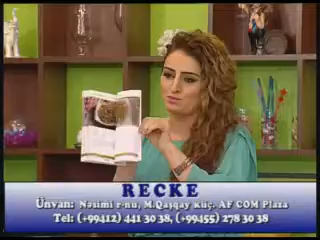 RECKE
Ünvan: Nəsimi r-nu, M.Qaşqay küç. AF COM Plaza
Tel: (+99412) 441 30 38, (+99455) 278 30 38